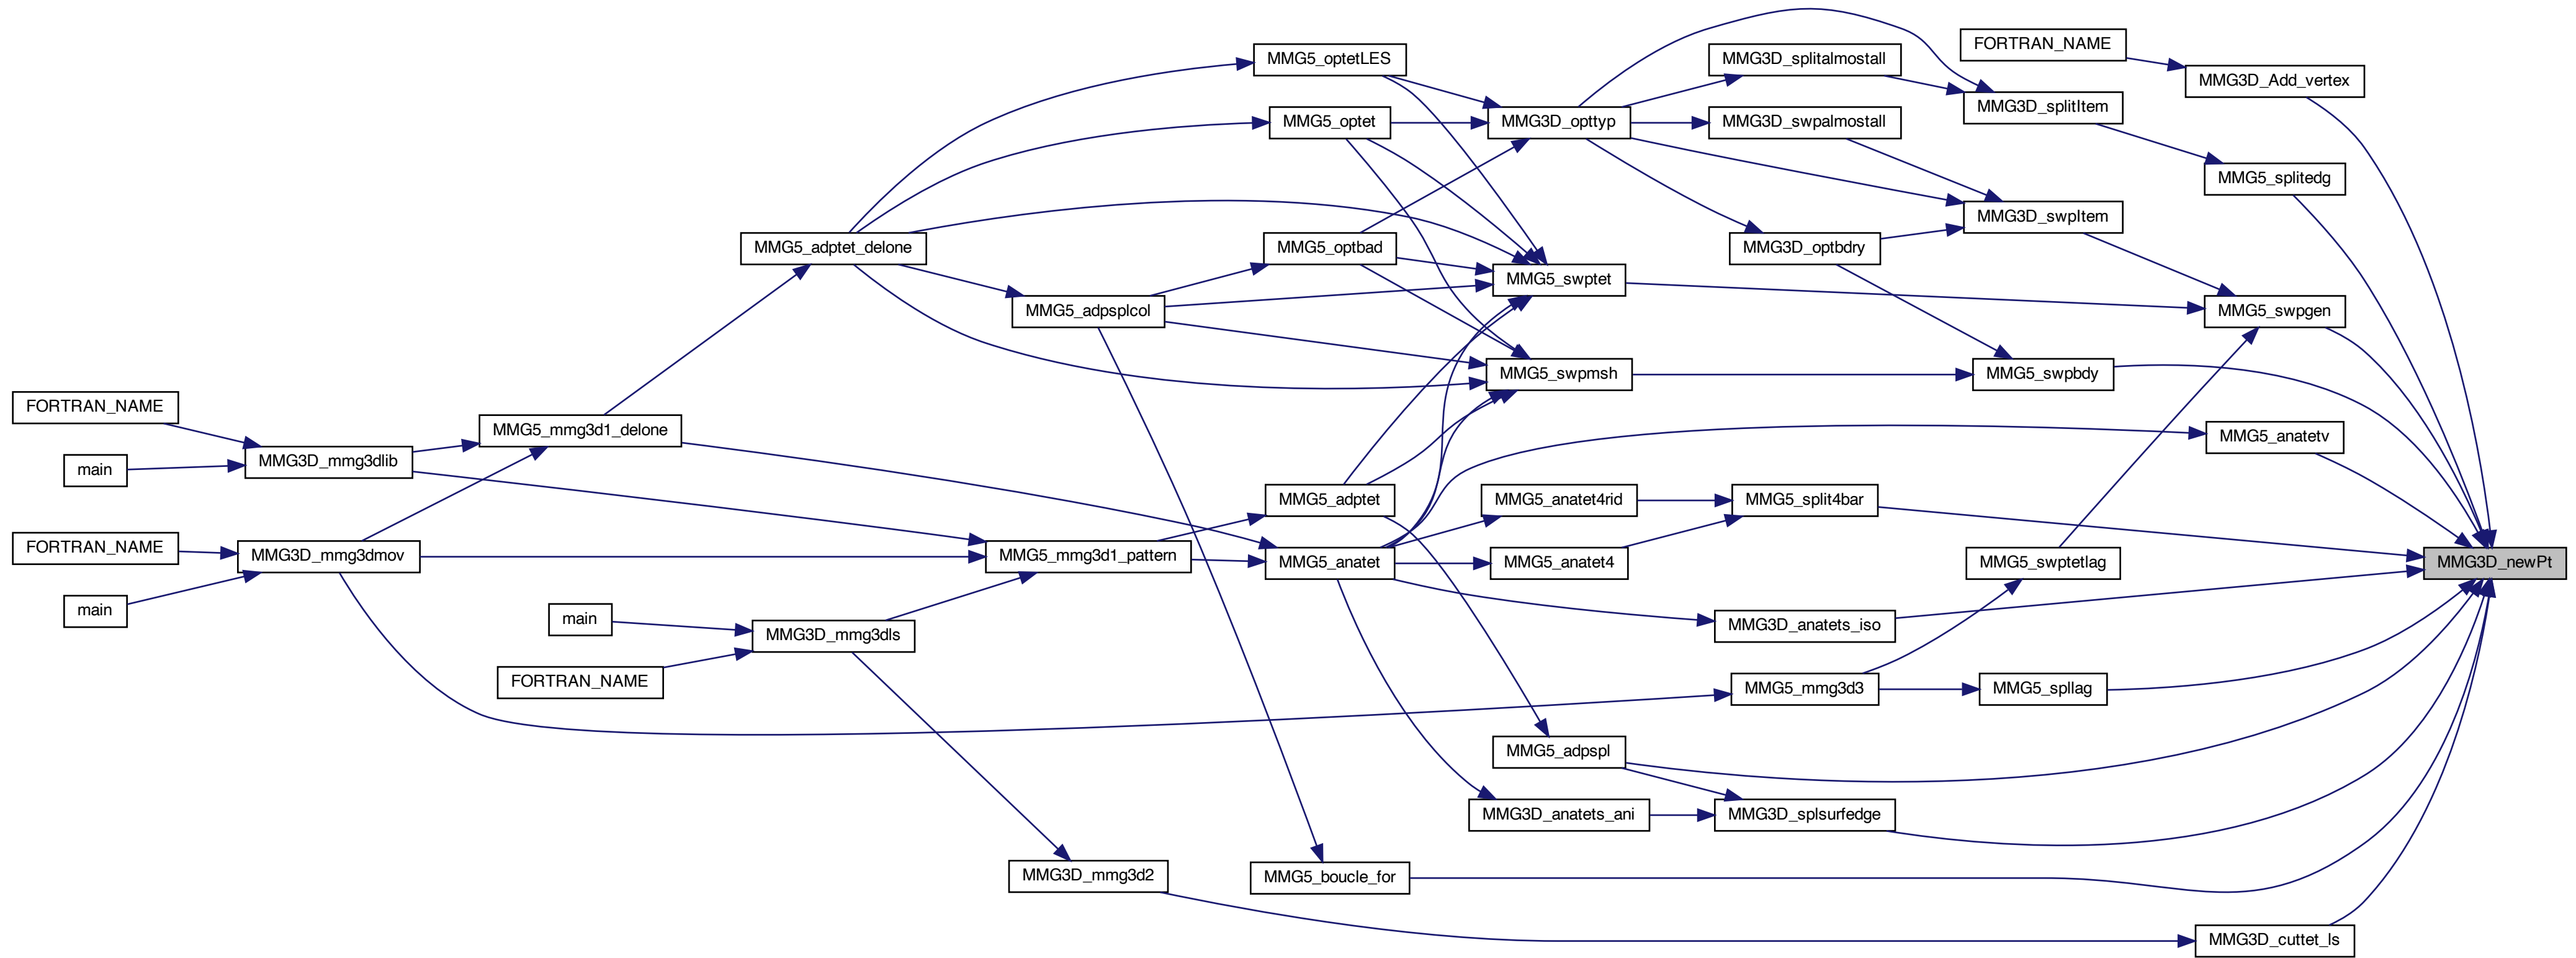 FORTRAN_NAME
MMG5_optetLES
MMG3D_splitalmostall
MMG3D_Add_vertex
MMG3D_splitItem
MMG5_optet
MMG3D_opttyp
MMG3D_swpalmostall
MMG5_splitedg
MMG3D_swpItem
MMG5_adptet_delone
MMG5_optbad
MMG3D_optbdry
MMG5_swptet
MMG5_adpsplcol
MMG5_swpgen
MMG5_swpmsh
MMG5_swpbdy
FORTRAN_NAME
MMG5_mmg3d1_delone
MMG5_anatetv
MMG3D_mmg3dlib
main
MMG5_adptet
MMG5_anatet4rid
MMG5_split4bar
FORTRAN_NAME
MMG3D_mmg3dmov
MMG5_mmg3d1_pattern
MMG5_anatet
MMG5_anatet4
MMG5_swptetlag
MMG3D_newPt
main
main
MMG3D_mmg3dls
MMG3D_anatets_iso
FORTRAN_NAME
MMG5_mmg3d3
MMG5_spllag
MMG5_adpspl
MMG3D_anatets_ani
MMG3D_splsurfedge
MMG3D_mmg3d2
MMG5_boucle_for
MMG3D_cuttet_ls